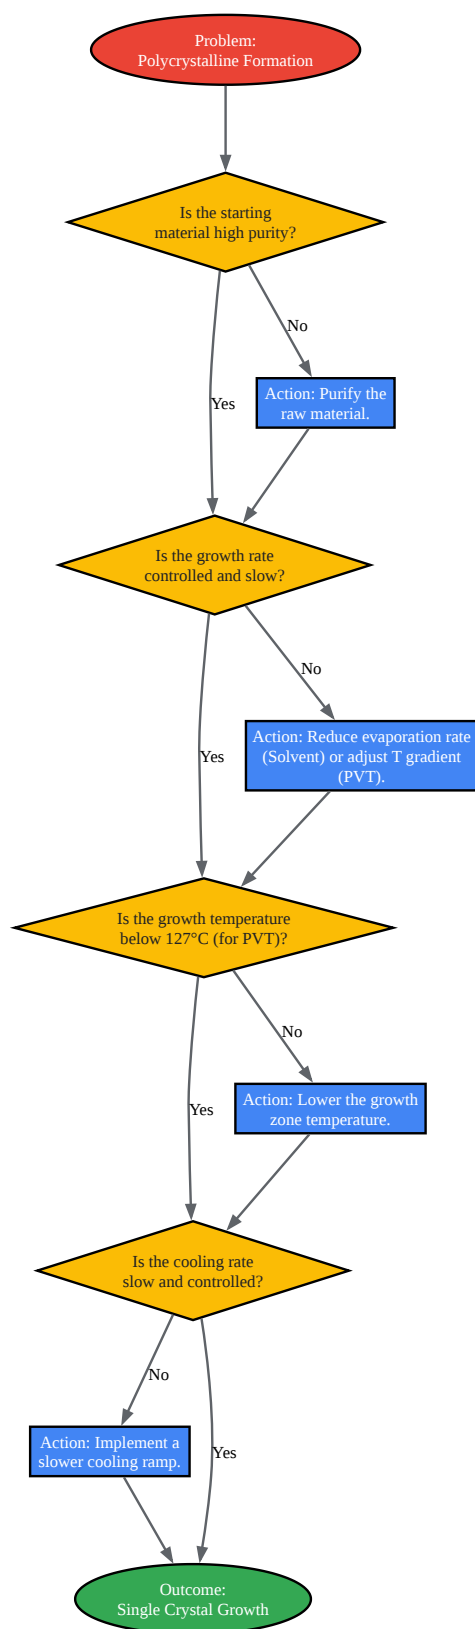 Problem:
Polycrystalline Formation
Is the starting
material high purity?
No
Action: Purify the
raw material.
Yes
Is the growth rate
controlled and slow?
No
Action: Reduce evaporation rate
(Solvent) or adjust T gradient
(PVT).
Yes
Is the growth temperature
below 127°C (for PVT)?
No
Action: Lower the growth
zone temperature.
Yes
Is the cooling rate
slow and controlled?
No
Action: Implement a
slower cooling ramp.
Yes
Outcome:
Single Crystal Growth